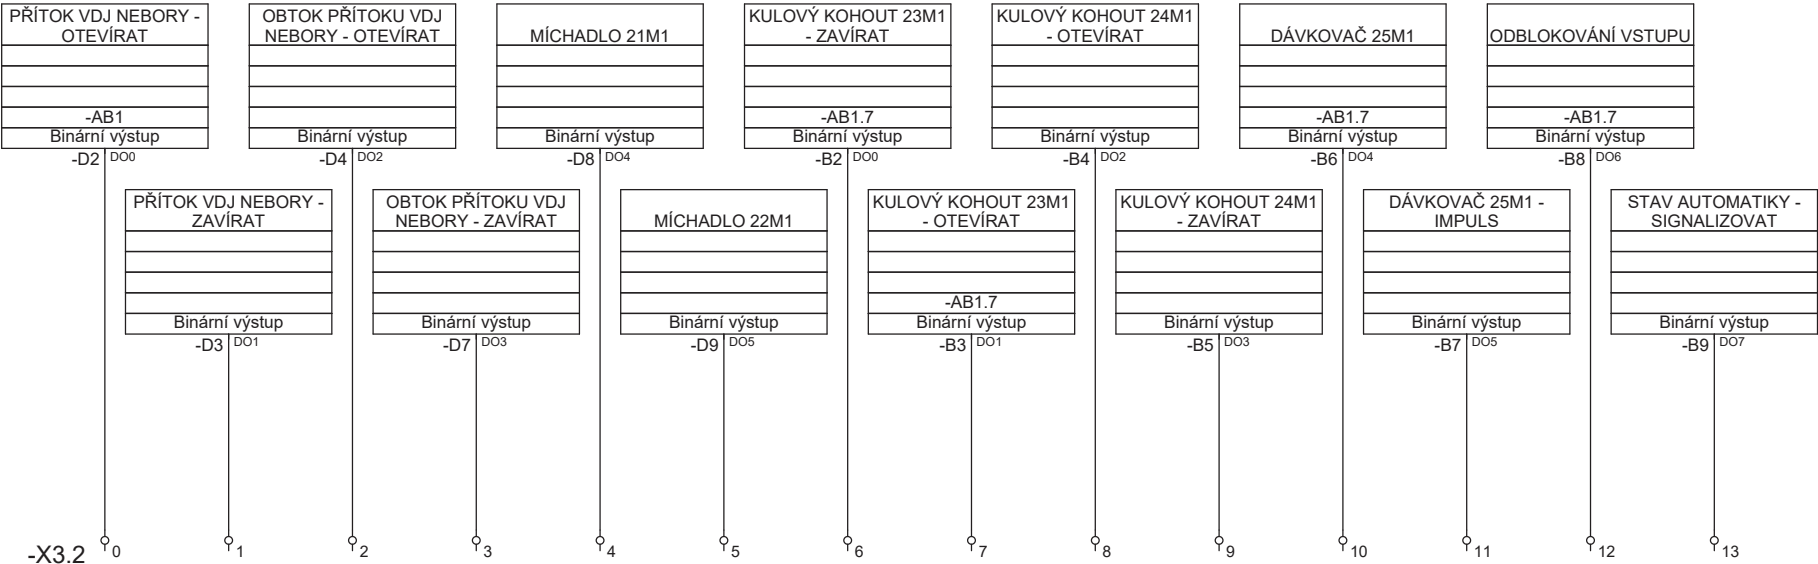 PŘÍTOK VDJ NEBORY -
OTEVÍRAT
-AB1
Binární výstup
-D2 DO0
OBTOK PŘÍTOKU VDJ
NEBORY - OTEVÍRAT
Binární výstup
-D4 DO2
MÍCHADLO 21M1
Binární výstup
-D8 DO4
KULOVÝ KOHOUT 23M1
- ZAVÍRAT
-AB1.7
Binární výstup
-B2 DO0
KULOVÝ KOHOUT 24M1
- OTEVÍRAT
Binární výstup
-B4 DO2
DÁVKOVAČ 25M1
-AB1.7
Binární výstup
-B6 DO4
ODBLOKOVÁNÍ VSTUPU
-AB1.7
Binární výstup
-B8 DO6
PŘÍTOK VDJ NEBORY -
ZAVÍRAT
Binární výstup
-D3 DO1
OBTOK PŘÍTOKU VDJ
NEBORY - ZAVÍRAT
Binární výstup
-D7 DO3
MÍCHADLO 22M1
Binární výstup
-D9 DO5
KULOVÝ KOHOUT 23M1
- OTEVÍRAT
-AB1.7
Binární výstup
-B3 DO1
KULOVÝ KOHOUT 24M1
- ZAVÍRAT
Binární výstup
-B5 DO3
DÁVKOVAČ 25M1 -
IMPULS
Binární výstup
-B7 DO5
STAV AUTOMATIKY -
SIGNALIZOVAT
Binární výstup
-B9 DO7
-X3.2 0 1 2 3 4 5 6 7 8 9 10 11 12 13